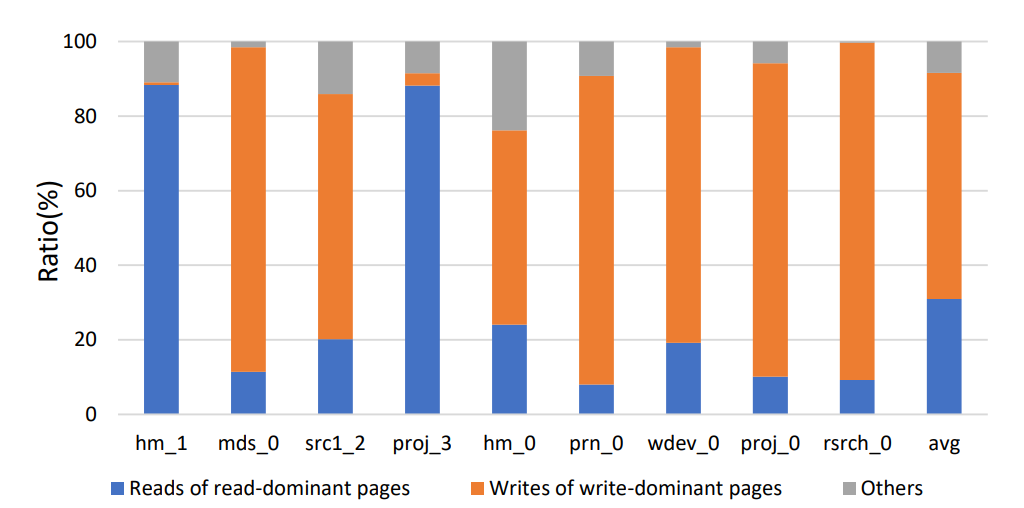 100
80
60
40
20
0
Ratio(%)
hm_1 mds_0 src1_2 proj_3 hm_0 prn_0 wdev_0 proj_0 rsrch_0 avg
Reads of read-dominant pages Writes of write-dominant pages Others